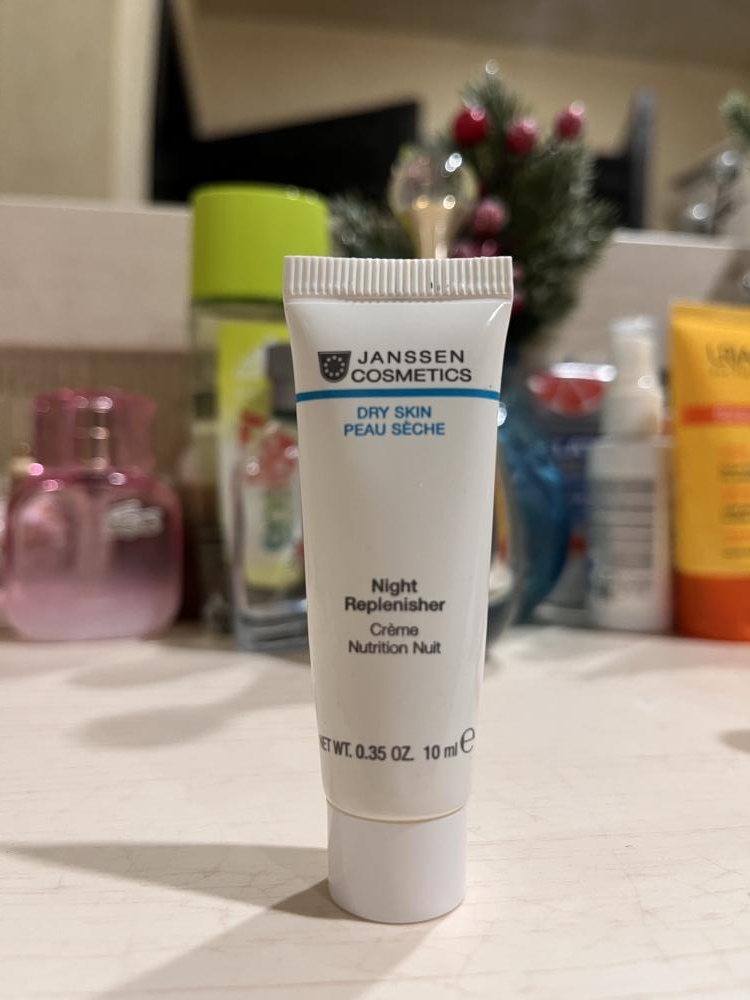 JANSSEN
COSMETICS
DRY SKIN
PEAU SÈCHE
Night
Replenisher
Crème
Nutrition Nuit
NET WT. 0.35 OZ. 10 ml e